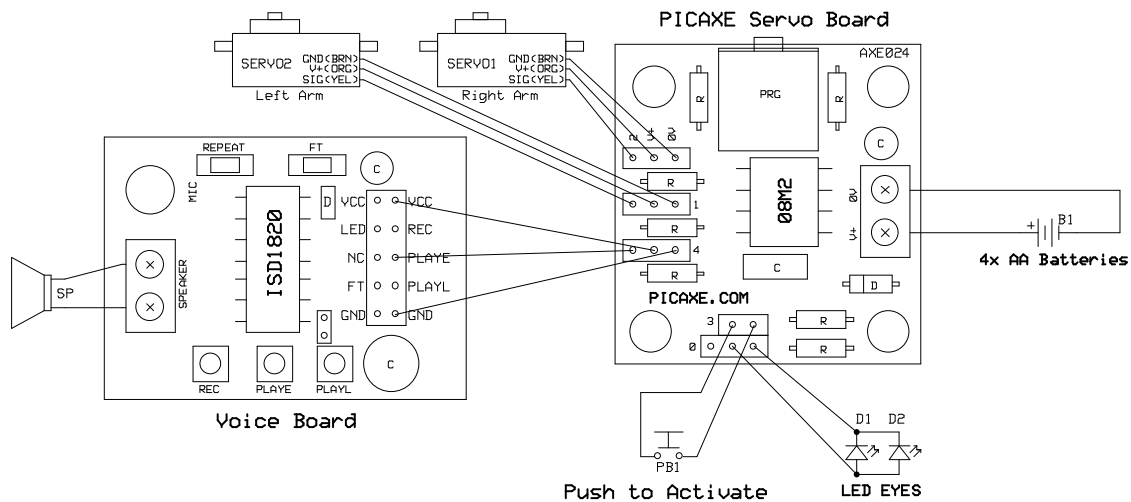 PICAXE Servo Board
SERVO2
GND(BRN)
V+(ORG)
SIG(YEL)
Left Arm
SERVO1
GND(BRN)
V+(ORG)
SIG(YEL)
Right Arm
AXE024
R
PRG
R
2
V+
0V
C
R
1
08M2
R
4
R
C
0V
V+
D
PICAXE.COM
3
0
R
R
+
B1
4x AA Batteries
REPEAT
FT
C
MIC
ISD1820
D
VCC
VCC
LED
REC
NC
PLAYE
FT
PLAYL
GND
GND
SP
SPEAKER
C
REC
PLAYE
PLAYL
Voice Board
PB1
Push to Activate
D1
D2
LED EYES